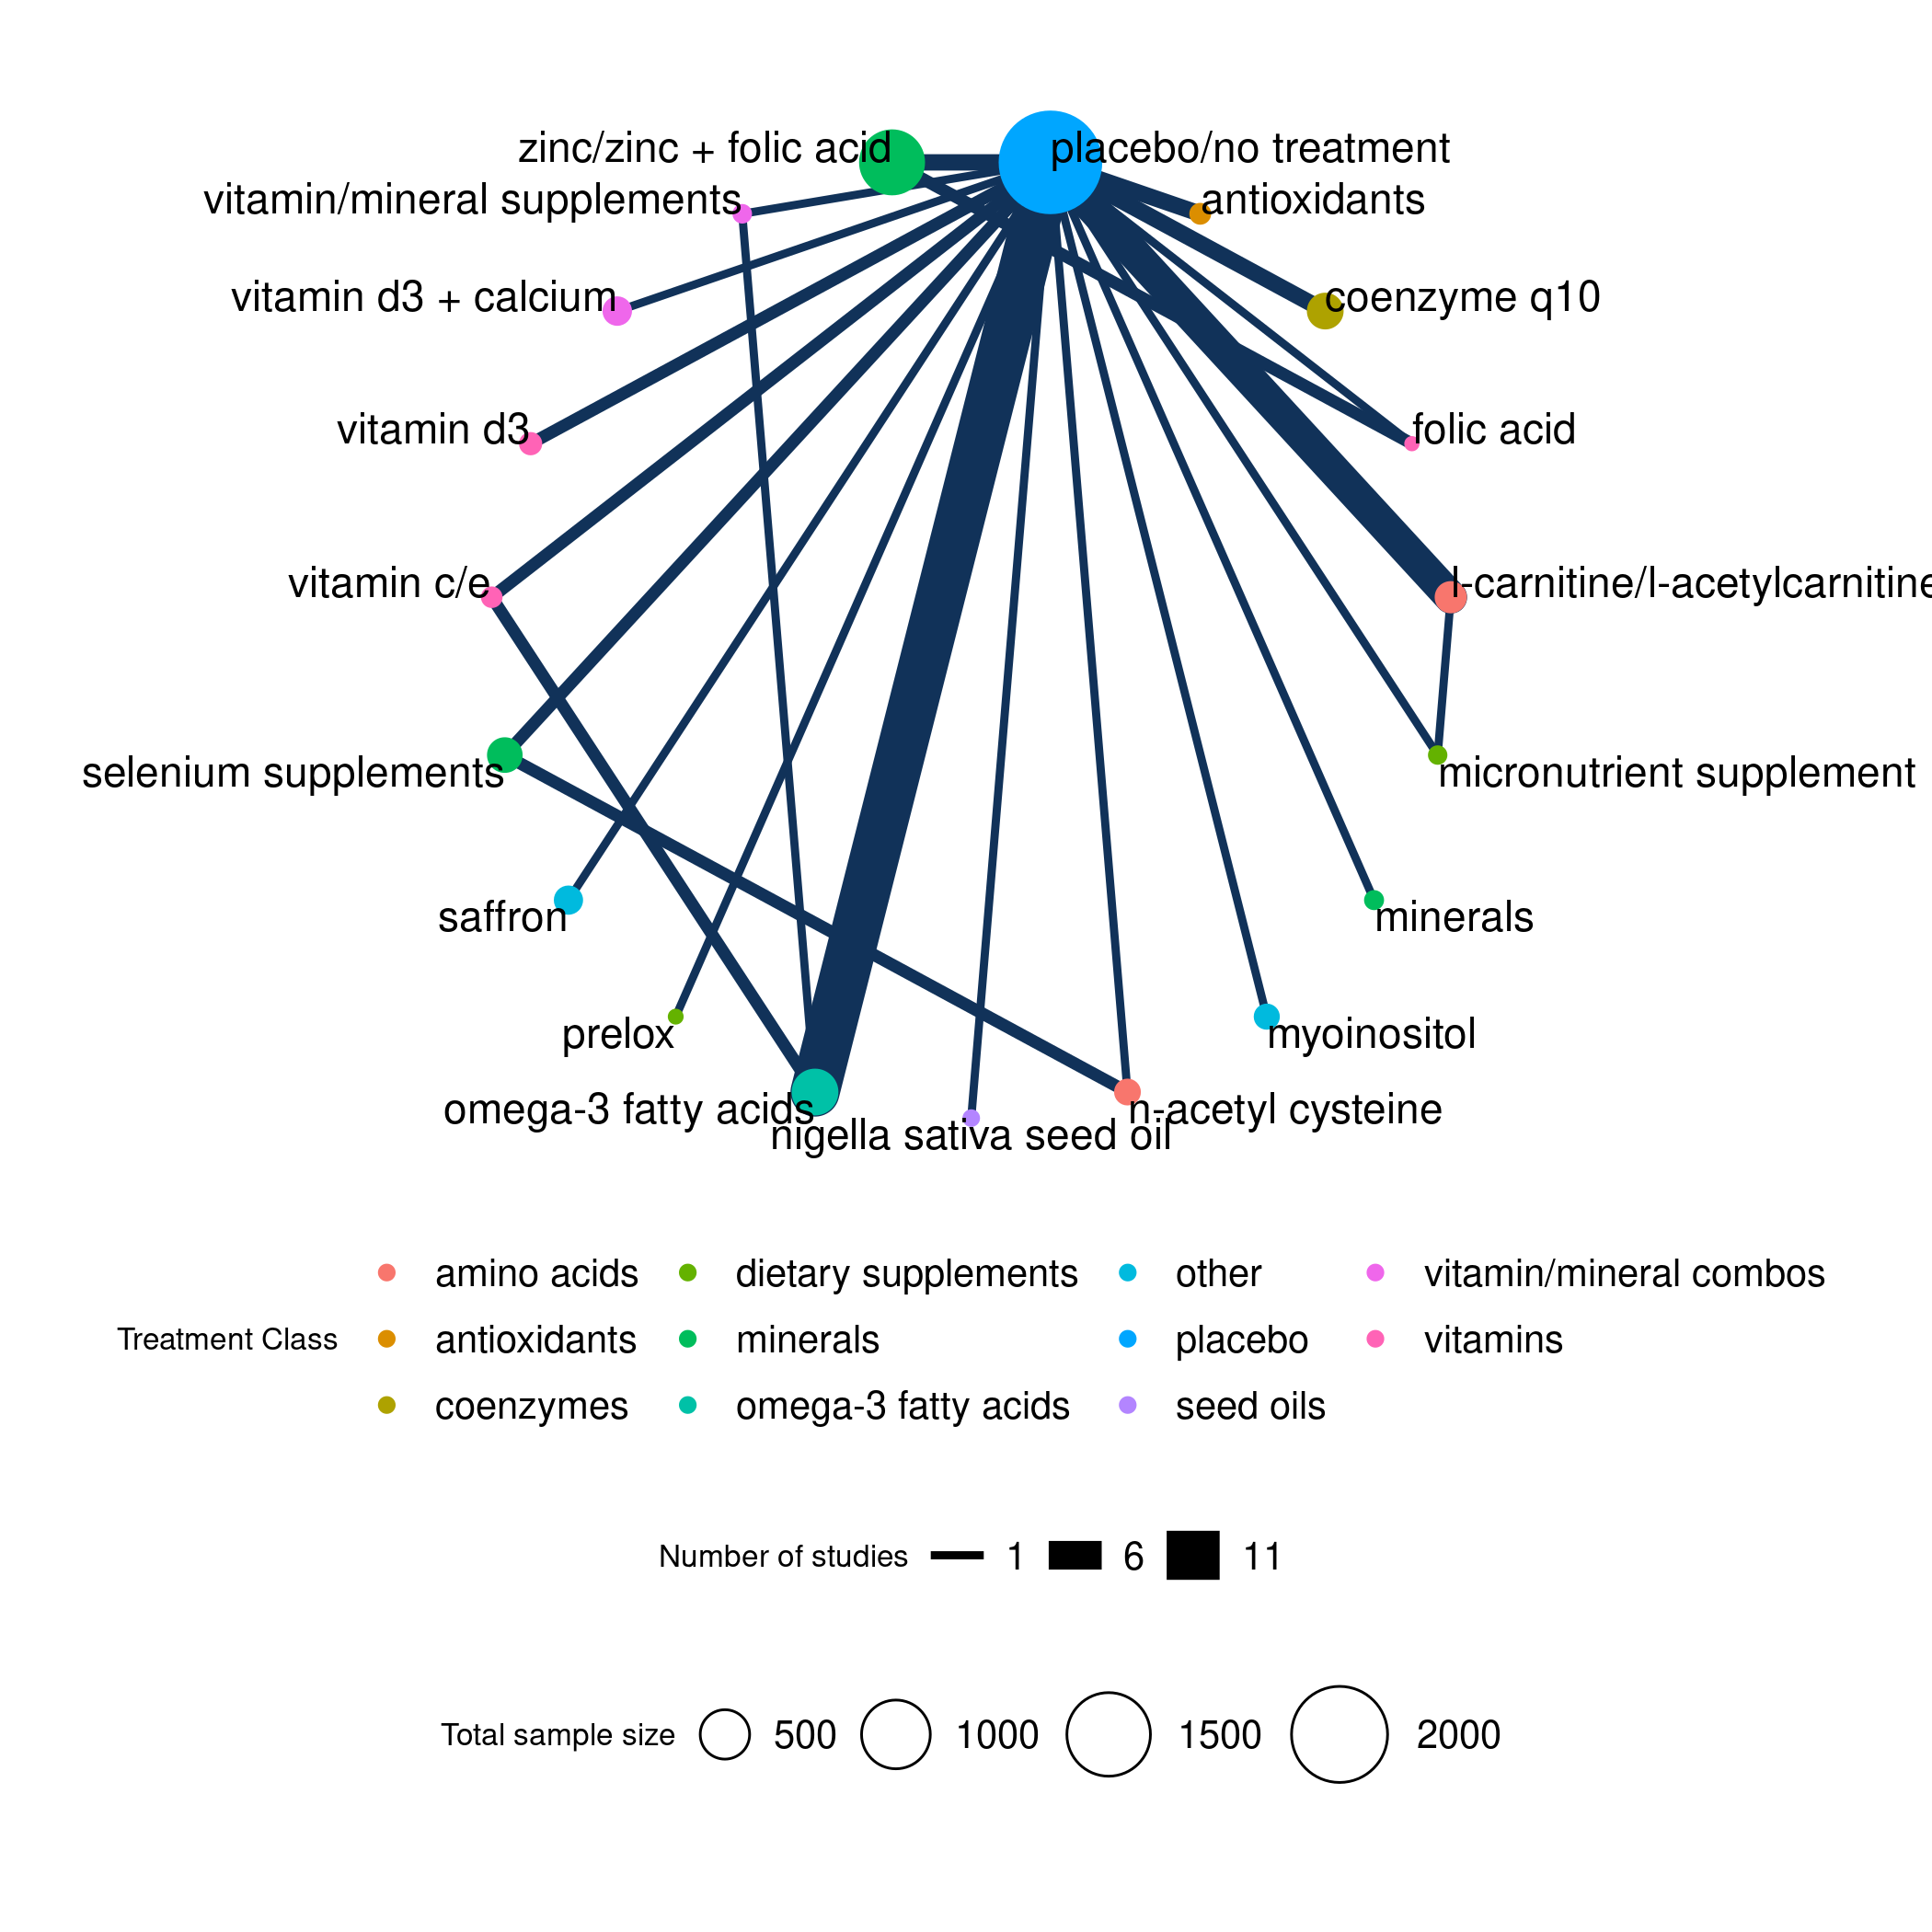 zinc/zinc + folic acid
placebo/no treatment
vitamin/mineral supplements
antioxidants
vitamin d3 + calcium
coenzyme q10
vitamin d3
folic acid
vitamin c/e
l-carnitine/l-acetylcarnitine
selenium supplements
micronutrient supplement
saffron
minerals
prelox
myoinositol
omega-3 fatty acids
n-acetyl cysteine
nigella sativa seed oil
amino acids
dietary supplements
other
vitamin/mineral combos
Treatment Class
antioxidants
minerals
placebo
vitamins
coenzymes
omega-3 fatty acids
seed oils
Number of studies 1 6 11
Total sample size 500 1000 1500 2000